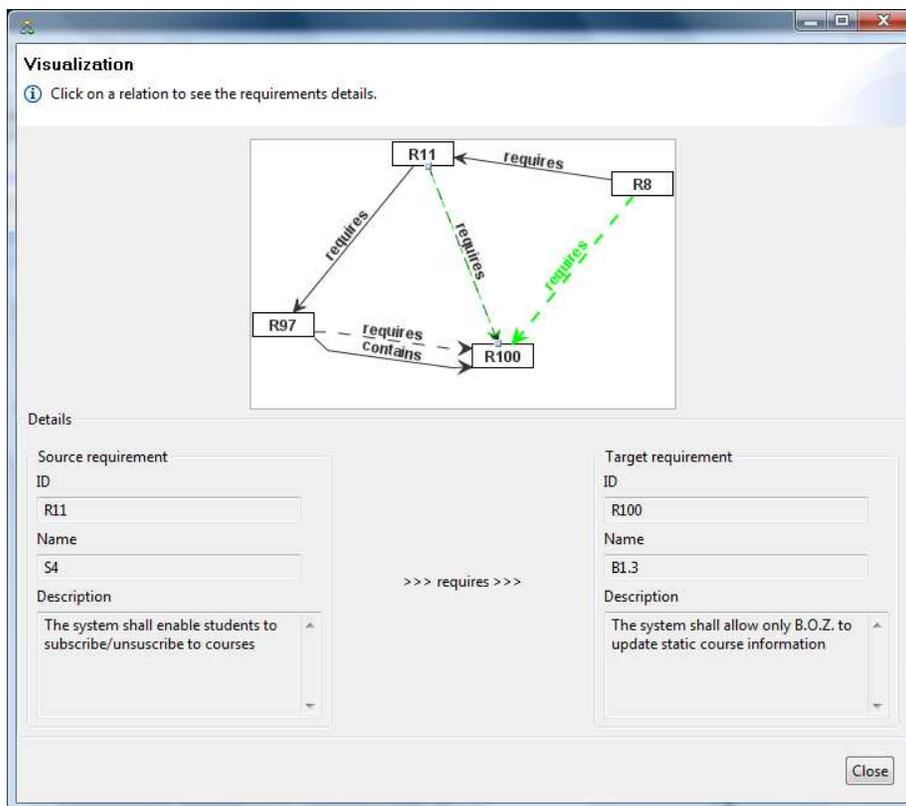 Visualization
Click on a relation to see the requirements details.
R11
requires
R8
requires
requires
requires
R97
requires
contains
R100
Details
Source requirement
ID
R11
Name
S4
Description
The system shall enable students to
subscribe/unsuscribe to courses
>>> requires >>>
Target requirement
ID
R100
Name
B1.3
Description
The system shall allow only B.O.Z. to
update static course information
Close